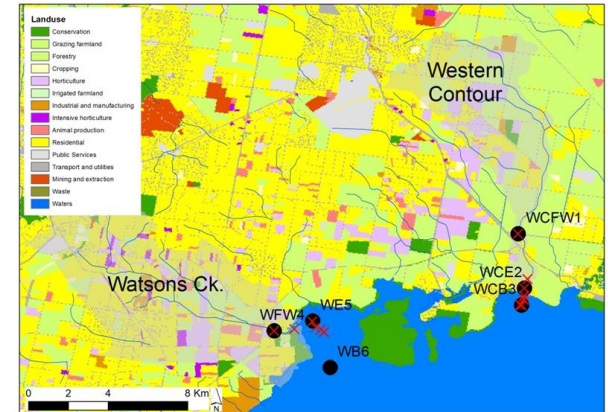 Landuse
Conservation
Grazing farmland
Forestry
Cropping
Horticulture
Irrigated farmland
Industrial and manufacturing
Intensive horticulture
Animal production
Residential
Public Services
Transport and utilities
Mining and extraction
Waste
Waters
Western
Contour
WCFW1
WCE2
WCB3
Watsons Ck.
WFW4
WE5
WB6
0 2 4 8 Km
N